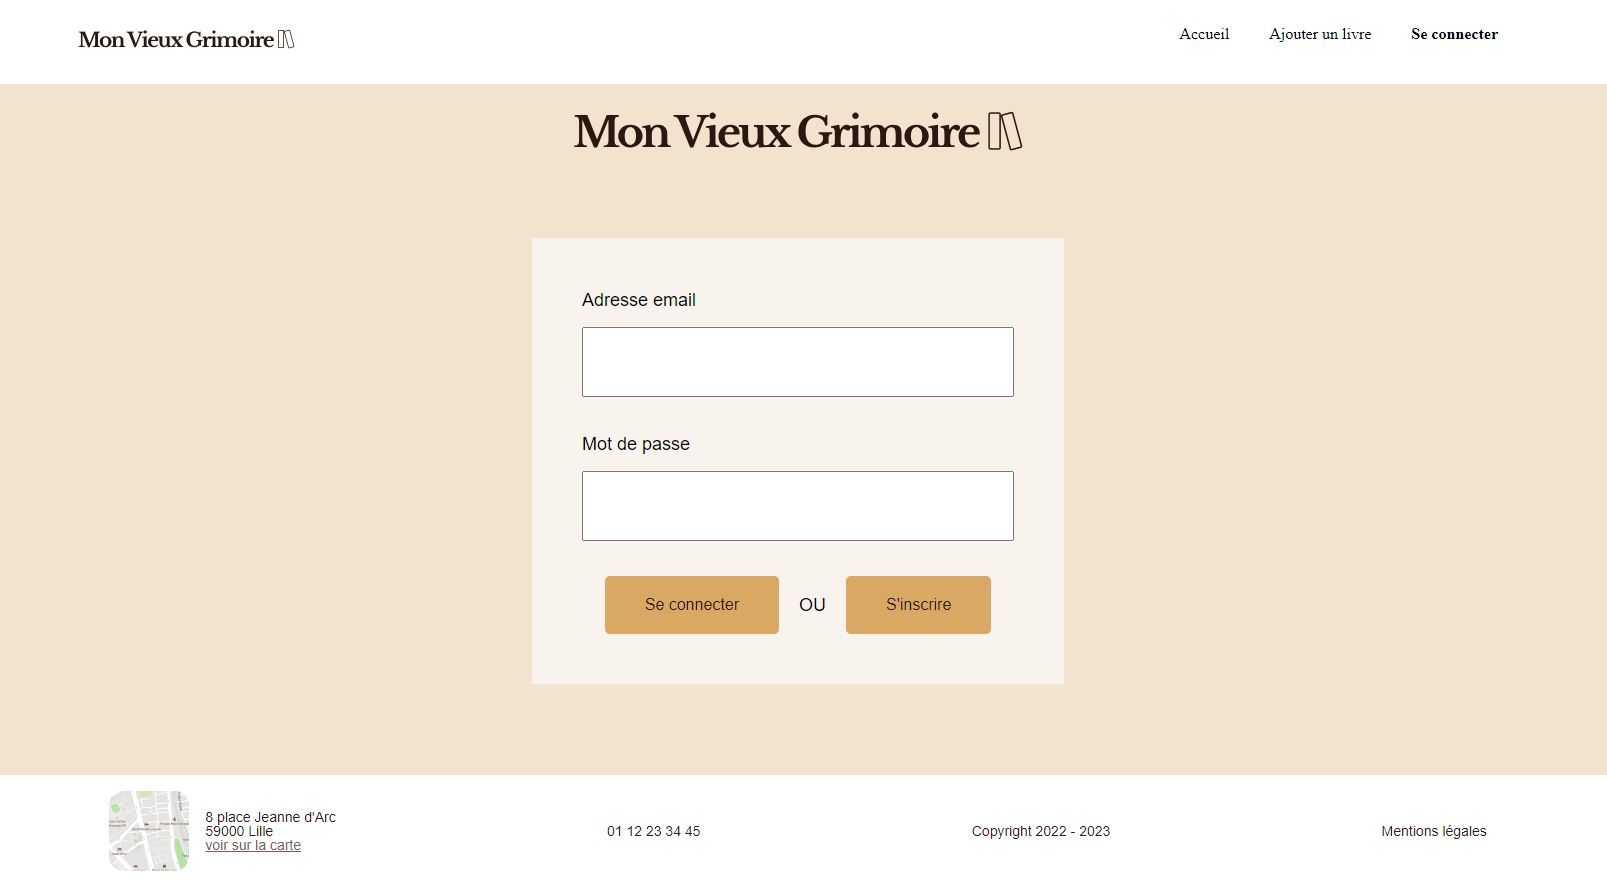 Mon Vieux Grimoire
Accueil Ajouter un livre Se connecter
Mon Vieux Grimoire
Adresse email
Mot de passe
Se connecter OU S'inscrire
8 place Jeanne d'Arc
59000 Lille
voir sur la carte
01 12 23 34 45
Copyright 2022 - 2023
Mentions légales